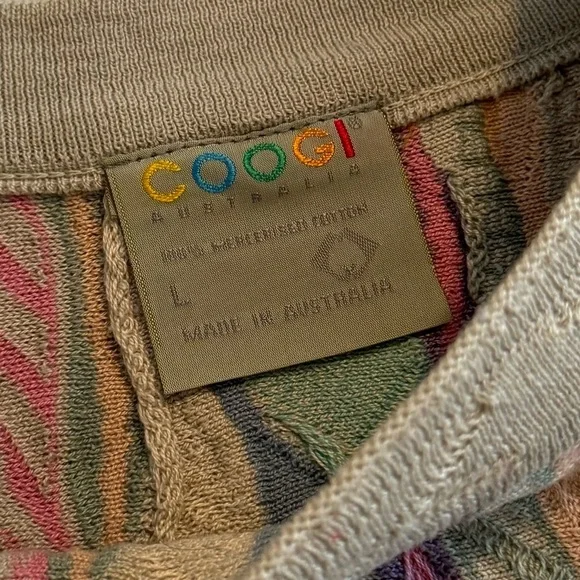 COOGI®
AUSTRALIA
100% MERCERISED COTTON
L
MADE IN AUSTRALIA